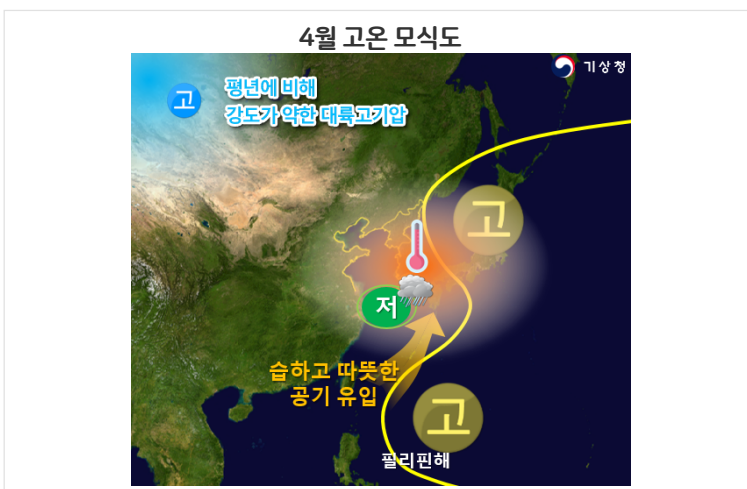 4월 고온 모식도
기상청
고
평년에 비해
강도가 약한 대륙고기압
고
저
습하고 따뜻한
공기 유입
고
필리핀해